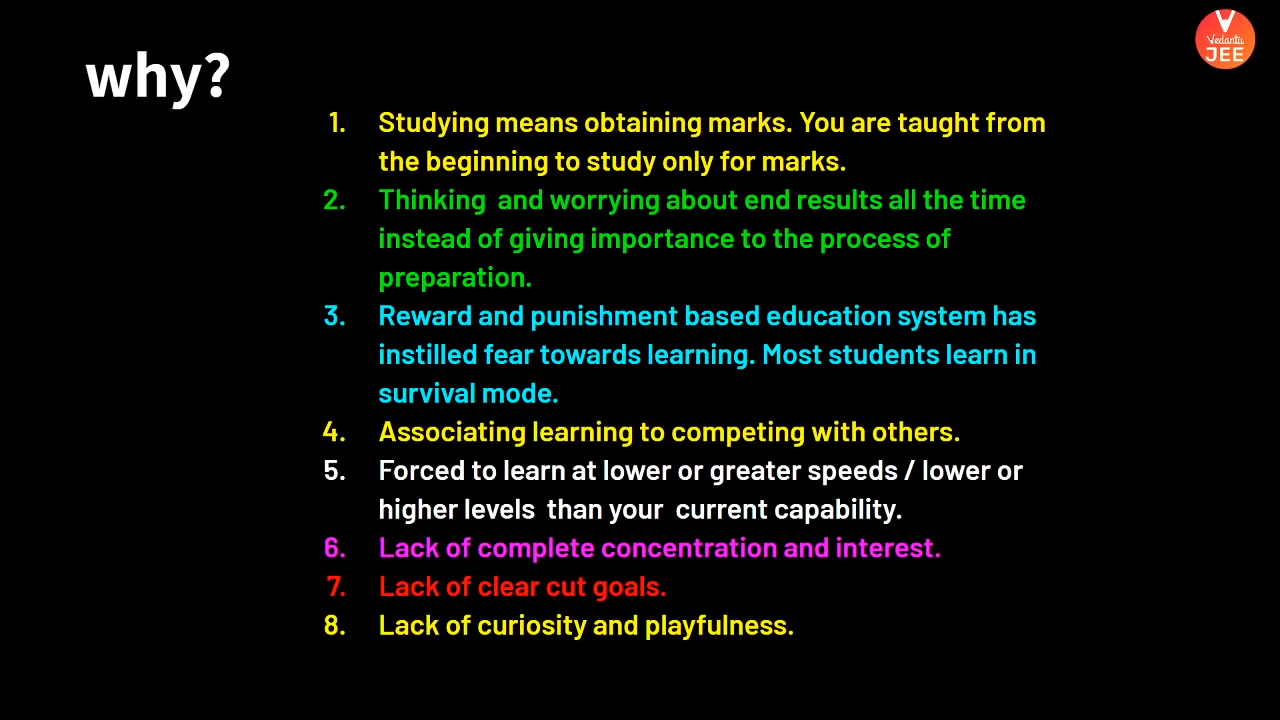 why?
Vedantu
JEE
1. Studying means obtaining marks. You are taught from
the beginning to study only for marks.
2. Thinking  and worrying about end results all the time
instead of giving importance to the process of
preparation.
3. Reward and punishment based education system has
instilled fear towards learning. Most students learn in
survival mode.
4. Associating learning to competing with others.
5. Forced to learn at lower or greater speeds / lower or
higher levels  than your  current capability.
6. Lack of complete concentration and interest.
7. Lack of clear cut goals.
8. Lack of curiosity and playfulness.